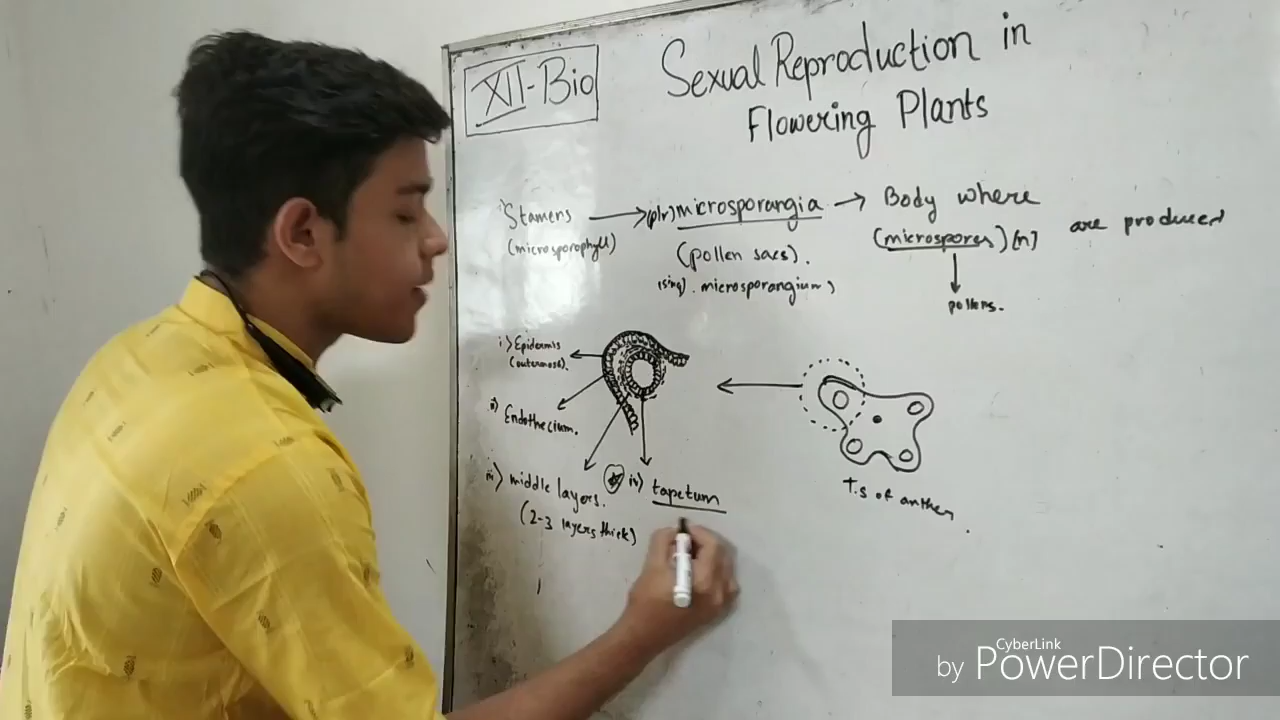 XII-Bio
Sexual Reproduction in
Flowering Plants
i) Stamens → (plr) microsporangia → Body where
(microsporophyll)
(microspores) (n) are produced
(pollen sacs).
(sing). microsporangium,
pollens.
i) Epidermis
(outermost).
ii) Endothecium.
iii) middle layers.
(2-3 layers thick)
iv) tapetum
T.S of anther.
CyberLink
by PowerDirector